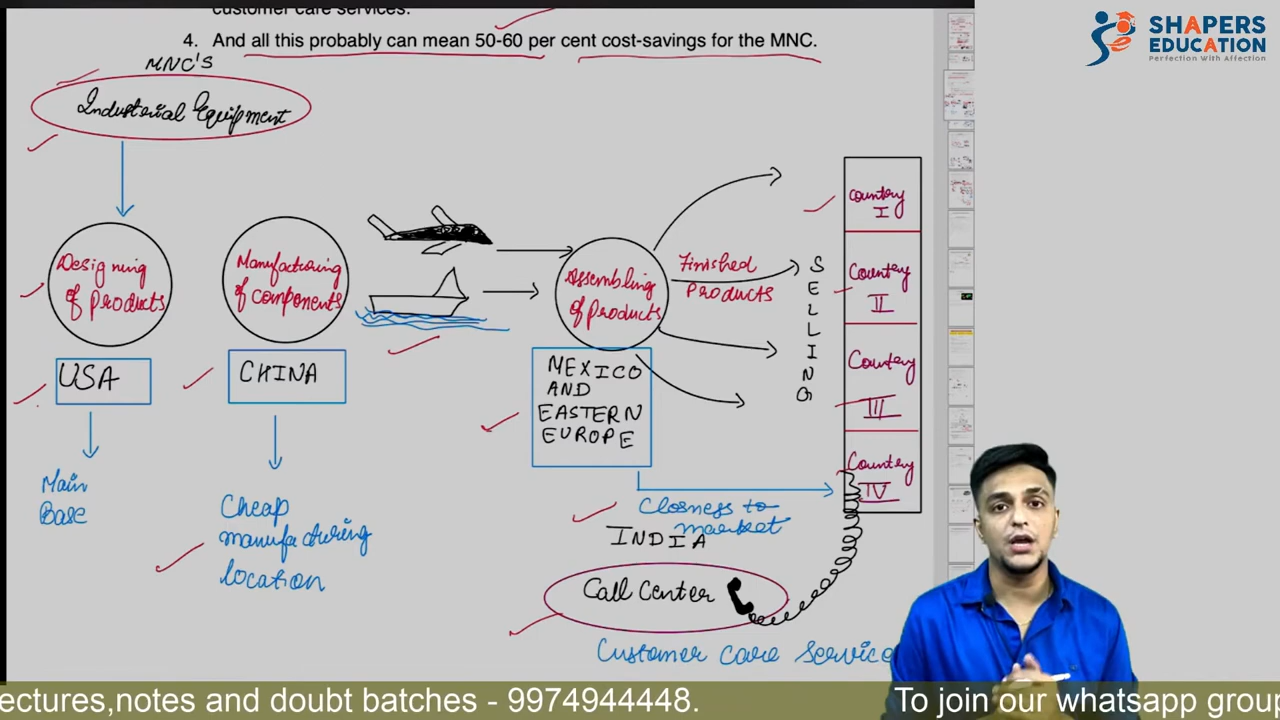 customer care services.
4. And all this probably can mean 50-60 per cent cost-savings for the MNC.
SHAPERS
EDUCATION
Perfection With Affection
MNC'S
Industerial Equipment
Designing
of Products
USA
Main
Base
Manufacturing
of components
CHINA
Cheap
manufacturing
location
Assembling
of products
MEXICO
AND
EASTERN
EUROPE
Finished
PRODUCTS
SELLING
Country
I
Country
II
Country
III
Country
IV
Closness to
market
INDIA
Call Center
Customer care service
ectures,notes and doubt batches - 9974944448.
To join our whatsapp group